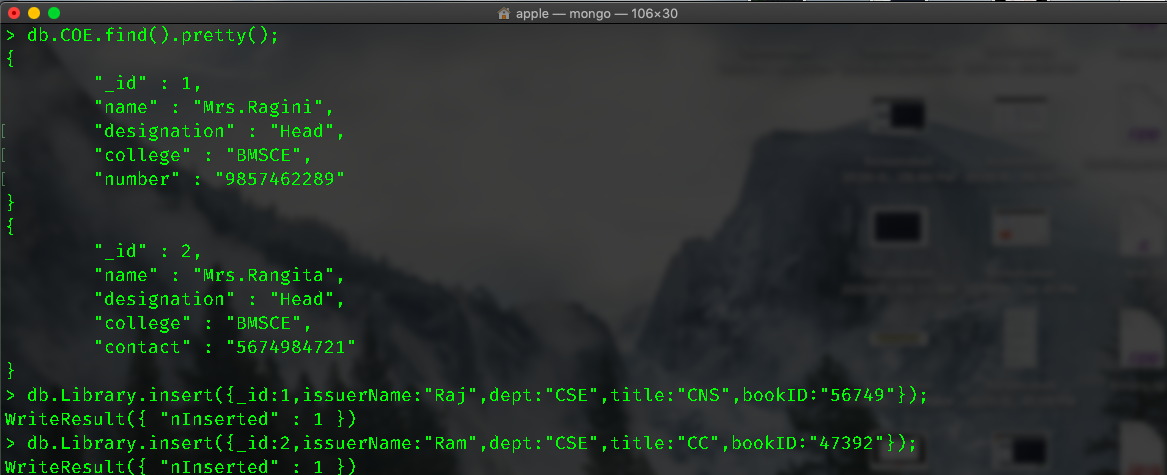 apple — mongo — 106×30
> db.COE.find().pretty();
{
"_id" : 1,
"name" : "Mrs.Ragini",
"designation" : "Head",
"college" : "BMSCE",
"number" : "9857462289"
}
{
"_id" : 2,
"name" : "Mrs.Rangita",
"designation" : "Head",
"college" : "BMSCE",
"contact" : "5674984721"
}
> db.Library.insert({_id:1,issuerName:"Raj",dept:"CSE",title:"CNS",bookID:"56749"});
WriteResult({ "nInserted" : 1 })
> db.Library.insert({_id:2,issuerName:"Ram",dept:"CSE",title:"CC",bookID:"47392"});
WriteResult({ "nInserted" : 1 })